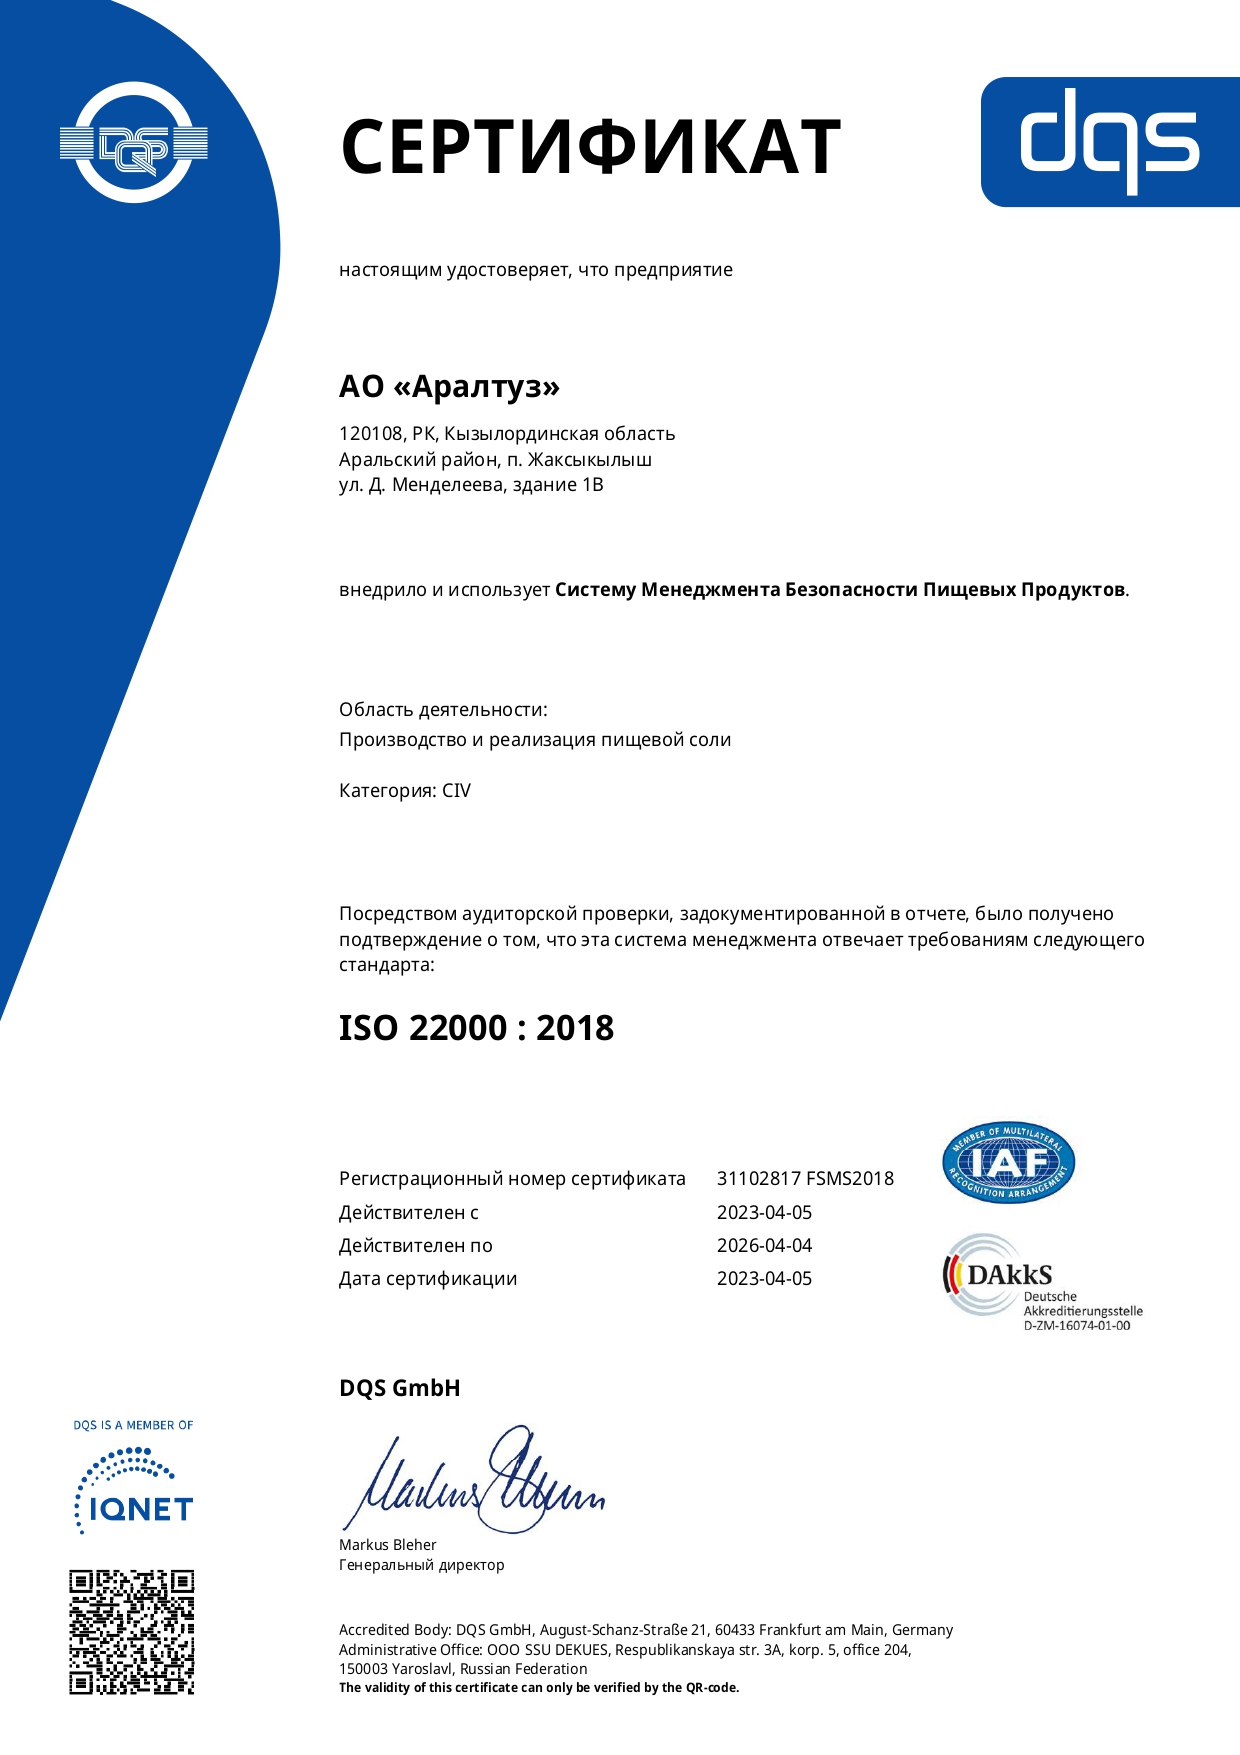 DQS
СЕРТИФИКАТ
dqs
настоящим удостоверяет, что предприятие
АО «Аралтуз»
120108, РК, Кызылординская область
Аральский район, п. Жаксыкылыш
ул. Д. Менделеева, здание 1В
внедрило и использует Систему Менеджмента Безопасности Пищевых Продуктов.
Область деятельности:
Производство и реализация пищевой соли
Категория: CIV
Посредством аудиторской проверки, задокументированной в отчете, было получено
подтверждение о том, что эта система менеджмента отвечает требованиям следующего
стандарта:
ISO 22000 : 2018
Регистрационный номер сертификата 31102817 FSMS2018
Действителен с 2023-04-05
Действителен по 2026-04-04
Дата сертификации 2023-04-05
MEMBER OF MULTILATERAL
IAF
RECOGNITION ARRANGEMENT
DAkkS
Deutsche
Akkreditierungsstelle
D-ZM-16074-01-00
DQS GmbH
DQS IS A MEMBER OF
IQNET
Markus Bleher
Генеральный директор
Accredited Body: DQS GmbH, August-Schanz-Straße 21, 60433 Frankfurt am Main, Germany
Administrative Office: OOO SSU DEKUES, Respublikanskaya str. 3A, korp. 5, office 204,
150003 Yaroslavl, Russian Federation
The validity of this certificate can only be verified by the QR-code.